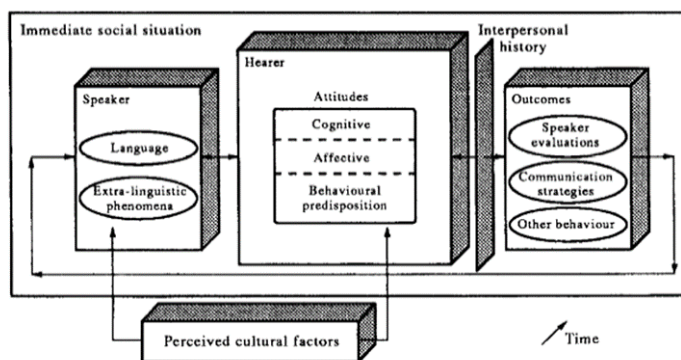 Immediate social situation
Interpersonal
history
Hearer
Speaker
Attitudes
Outcomes
Cognitive
Speaker
evaluations
Language
Affective
Communication
strategies
Extra-linguistic
phenomena
Behavioural
predisposition
Other behaviour
Perceived cultural factors
Time